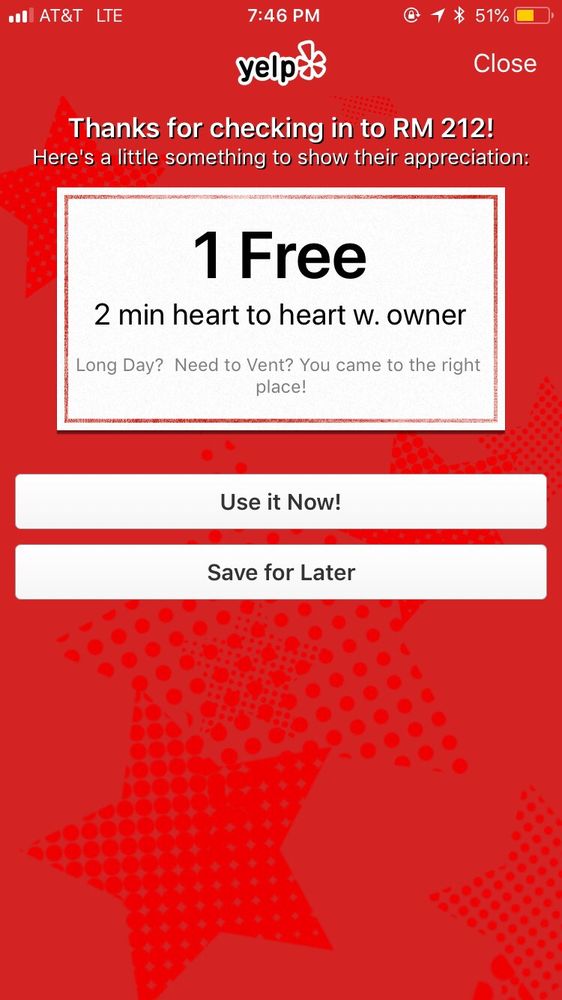 AT&T LTE 7:46 PM 51%
yelp Close
Thanks for checking in to RM 212!
Here's a little something to show their appreciation:
1 Free
2 min heart to heart w. owner
Long Day?  Need to Vent? You came to the right
place!
Use it Now!
Save for Later